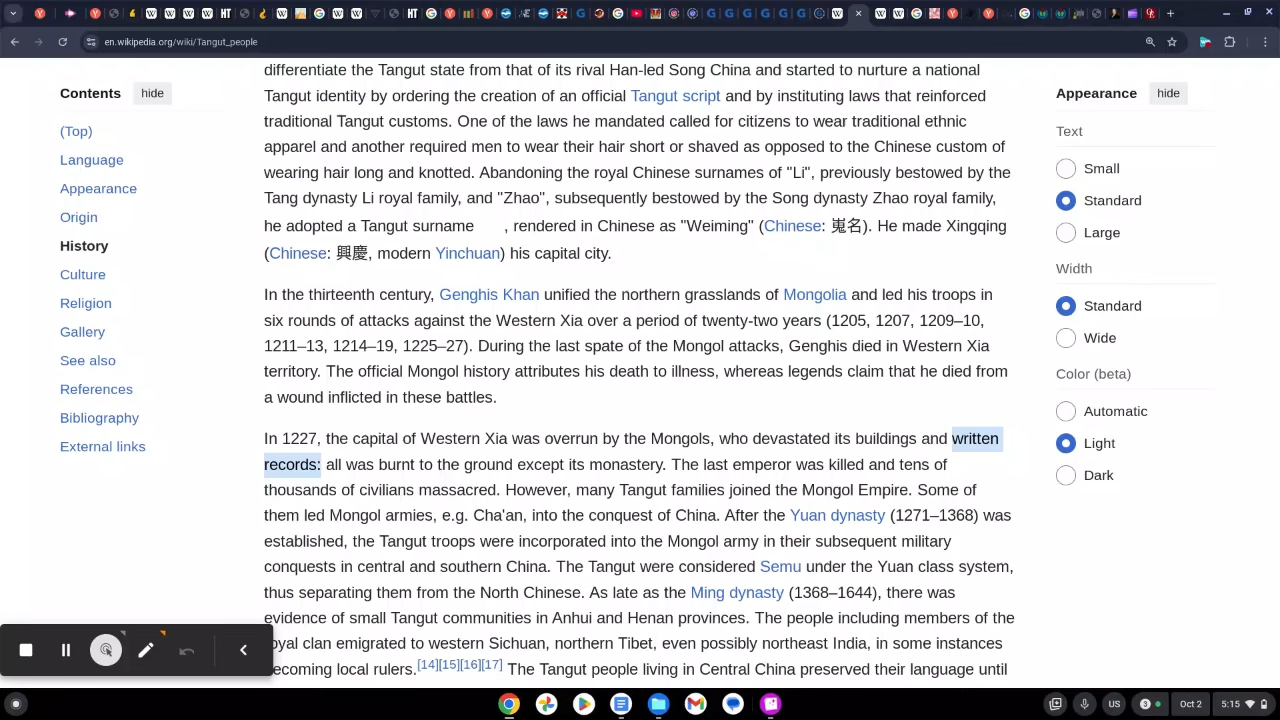 en.wikipedia.org/wiki/Tangut_people
Contents
hide
(Top)
Language
Appearance
Origin
History
Culture
Religion
Gallery
See also
References
Bibliography
External links
differentiate the Tangut state from that of its rival Han-led Song China and started to nurture a national
Tangut identity by ordering the creation of an official Tangut script and by instituting laws that reinforced
traditional Tangut customs. One of the laws he mandated called for citizens to wear traditional ethnic
apparel and another required men to wear their hair short or shaved as opposed to the Chinese custom of
wearing hair long and knotted. Abandoning the royal Chinese surnames of "Li", previously bestowed by the
Tang dynasty Li royal family, and "Zhao", subsequently bestowed by the Song dynasty Zhao royal family,
he adopted a Tangut surname , rendered in Chinese as "Weiming" (Chinese: 嵬名). He made Xingqing
(Chinese: 興慶, modern Yinchuan) his capital city.
In the thirteenth century, Genghis Khan unified the northern grasslands of Mongolia and led his troops in
six rounds of attacks against the Western Xia over a period of twenty-two years (1205, 1207, 1209–10,
1211–13, 1214–19, 1225–27). During the last spate of the Mongol attacks, Genghis died in Western Xia
territory. The official Mongol history attributes his death to illness, whereas legends claim that he died from
a wound inflicted in these battles.
In 1227, the capital of Western Xia was overrun by the Mongols, who devastated its buildings and written
records: all was burnt to the ground except its monastery. The last emperor was killed and tens of
thousands of civilians massacred. However, many Tangut families joined the Mongol Empire. Some of
them led Mongol armies, e.g. Cha'an, into the conquest of China. After the Yuan dynasty (1271–1368) was
established, the Tangut troops were incorporated into the Mongol army in their subsequent military
conquests in central and southern China. The Tangut were considered Semu under the Yuan class system,
thus separating them from the North Chinese. As late as the Ming dynasty (1368–1644), there was
evidence of small Tangut communities in Anhui and Henan provinces. The people including members of the
oyal clan emigrated to western Sichuan, northern Tibet, even possibly northeast India, in some instances
ecoming local rulers.[14][15][16][17] The Tangut people living in Central China preserved their language until
Appearance
hide
Text
Small
Standard
Large
Width
Standard
Wide
Color (beta)
Automatic
Light
Dark
US
3
Oct 2
5:15